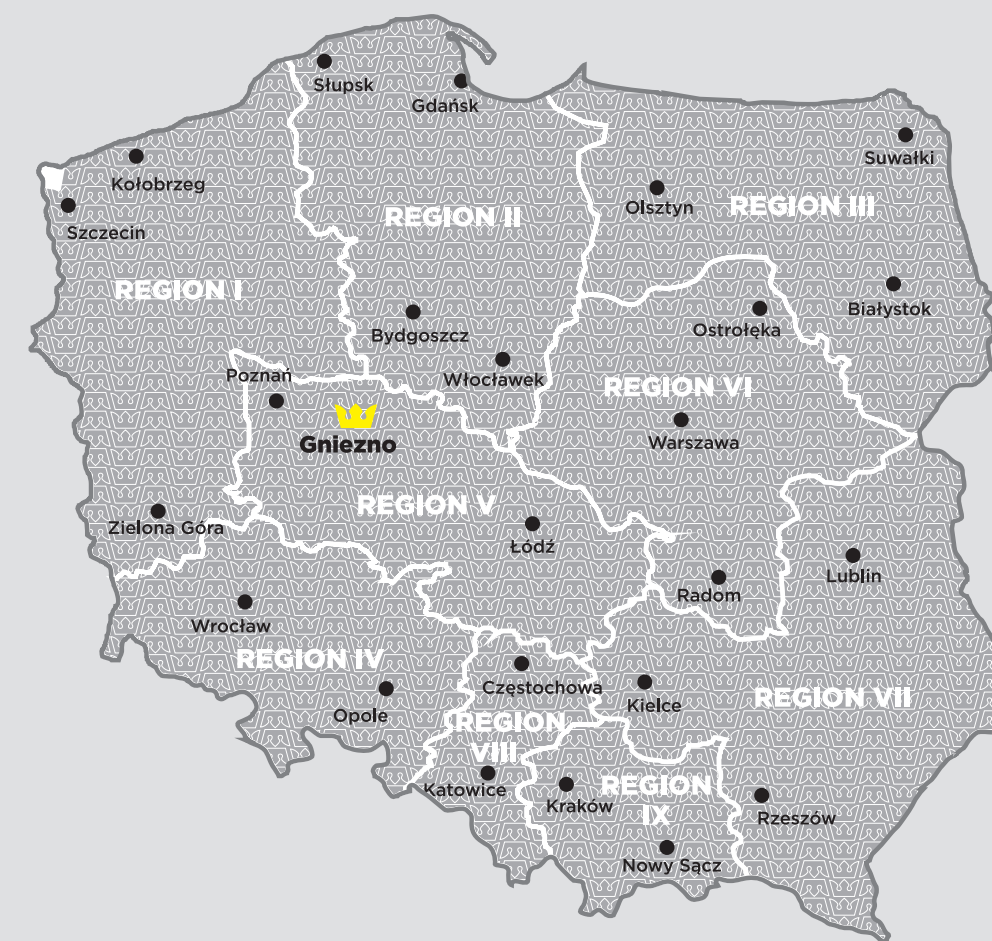 Słupsk
Gdańsk
Suwałki
Kołobrzeg
Olsztyn
REGION III
REGION II
Szczecin
REGION I
Białystok
Ostrołęka
Bydgoszcz
Poznań
Włocławek
REGION VI
Gniezno
Warszawa
REGION V
Zielona Góra
Łódź
Lublin
Radom
Wrocław
REGION IV
Częstochowa
REGION VII
Kielce
Opole
REGION
VIII
Katowice
REGION
IX
Kraków
Rzeszów
Nowy Sącz